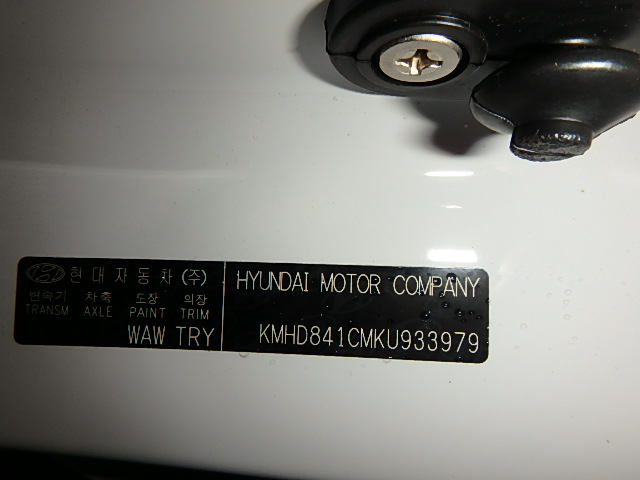 현대자동차(주)
변속기 차축 도장 의장
TRANSM AXLE PAINT TRIM
WAW TRY
HYUNDAI MOTOR COMPANY
KMHD841CMKU933979